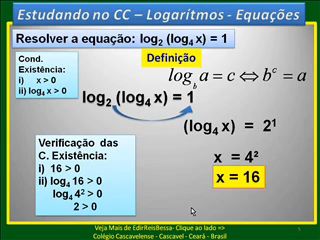 Estudando no CC – Logarítmos - Equações
Resolver a equação: log₂ (log₄ x) = 1
Cond.
Existência:
i) x > 0
ii) log₄ x > 0
Definição
log_b a = c ⇔ bᶜ = a
log₂ (log₄ x) = 1
(log₄ x) = 2¹
x = 4²
x = 16
Verificação das
C. Existência:
i) 16 > 0
ii) log₄ 16 > 0
log₄ 4² > 0
2 > 0
Veja Mais de EdirReisBessa- Clique ao lado =>
Colégio Cascavelense - Cascavel - Ceará - Brasil